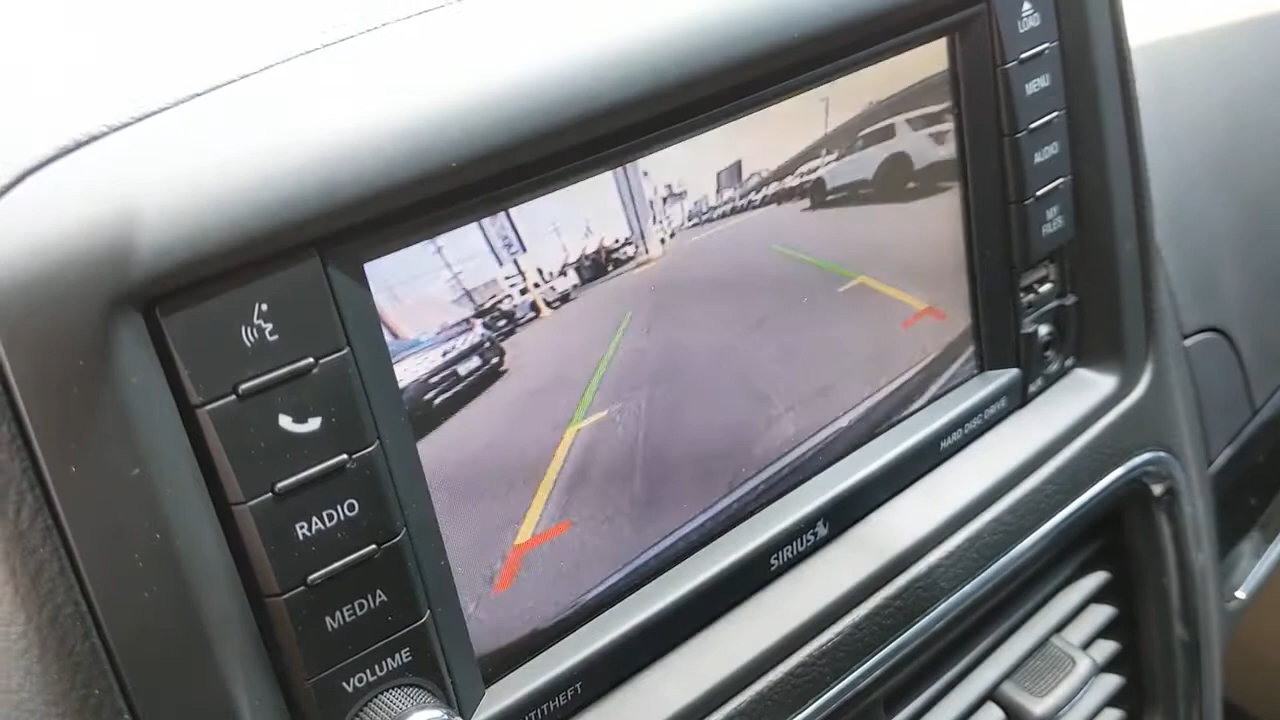 LOAD
MENU
AUDIO
MY
FILES
RADIO
MEDIA
VOLUME
HARD DISC DRIVE
SIRIUS